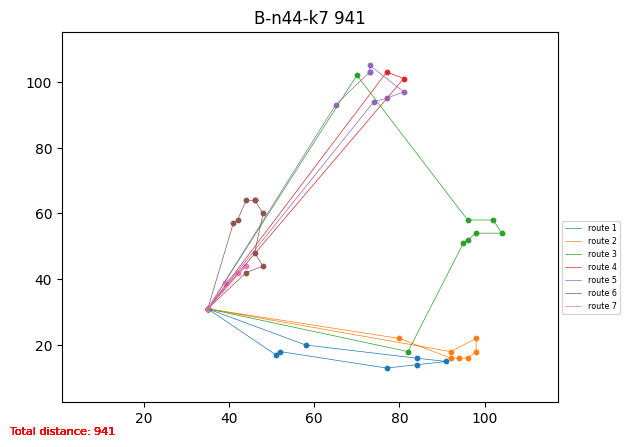 B-n44-k7 941
100
80
60
40
20
20 40 60 80 100
route 1
route 2
route 3
route 4
route 5
route 6
route 7
Total distance: 941